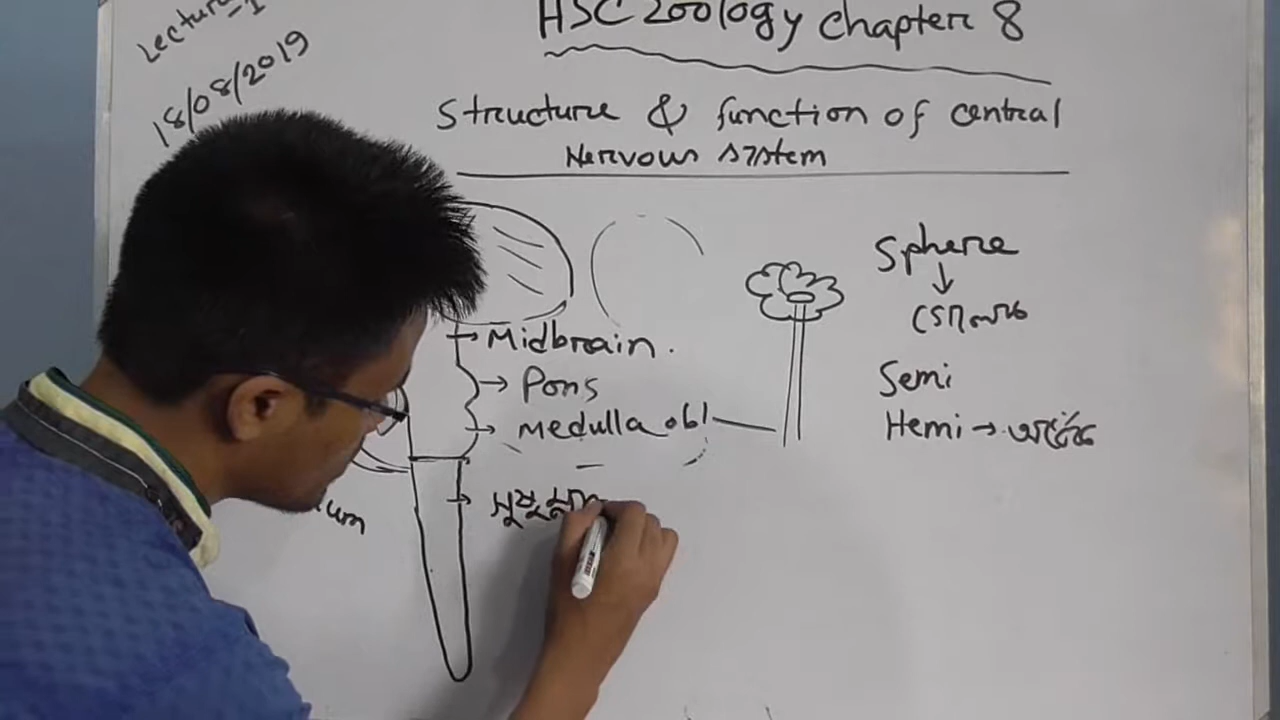 Lecture-1
18/08/2019
HSC Zoology Chapter 8
Structure & function of central
Nervous system
Midbrain.
Pons
Medulla obl
সুষুম্না
Sphere
গোলক
Semi
Hemi → অর্ধেক